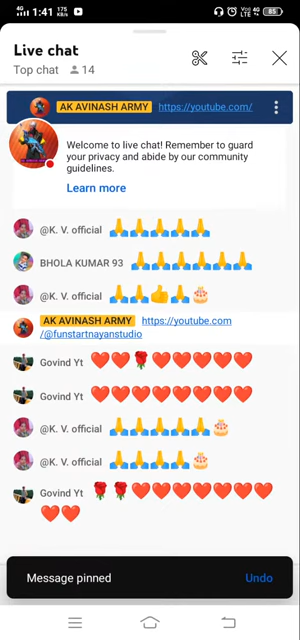 4G 1:41 175 KB/s Vo 4G LTE 85
Live chat
Top chat 14
AK AVINASH ARMY https://youtube.com/
Welcome to live chat! Remember to guard
your privacy and abide by our community
guidelines.
Learn more
@K. V. official 🙏🙏🙏🙏🙏
BHOLA KUMAR 93 🙏🙏🙏🙏🙏🙏
@K. V. official 🙏🙏👍🙏🎂
AK AVINASH ARMY https://youtube.com
/@funstartnayanstudio
Govind Yt ❤️❤️🌹❤️❤️❤️❤️❤️
Govind Yt ❤️❤️❤️❤️❤️❤️❤️❤️
@K. V. official 🙏🙏🙏🙏🙏🎂
@K. V. official 🙏🙏🙏🙏🎂
Govind Yt 🌹🌹❤️❤️❤️❤️❤️❤️❤️
❤️❤️
Message pinned Undo